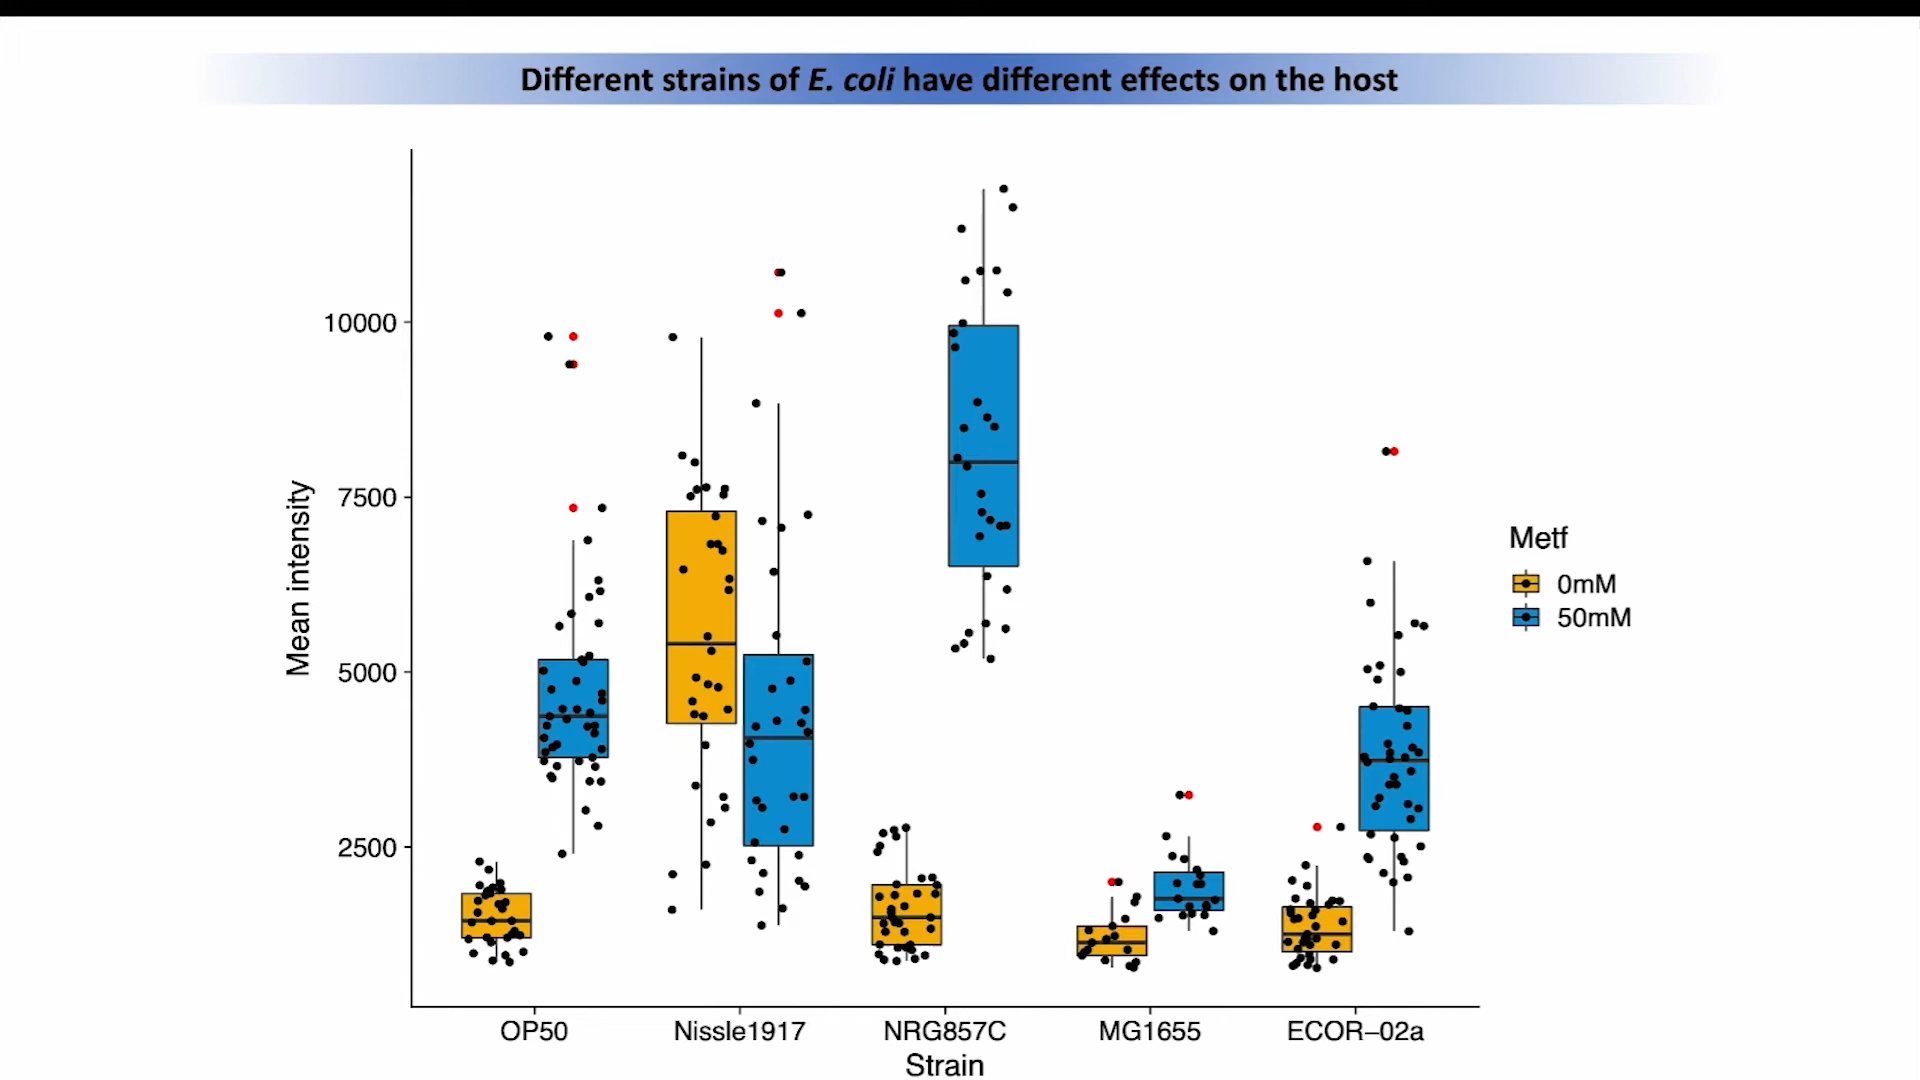 Different strains of E. coli have different effects on the host
Mean intensity
10000
7500
5000
2500
OP50
Nissle1917
NRG857C
MG1655
ECOR–02a
Strain
Metf
0mM
50mM